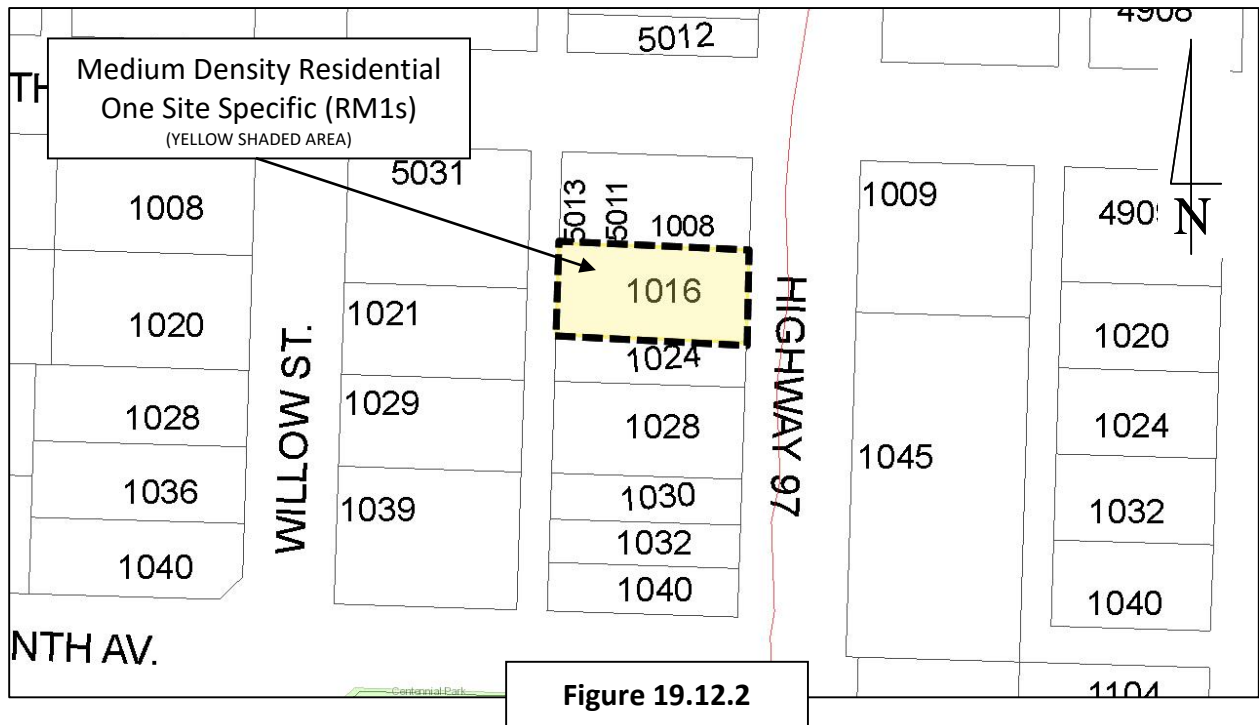 4908
5012
Medium Density Residential
One Site Specific (RM1s)
(YELLOW SHADED AREA)
TH
5031
5013
5011
1008
1008
1009
490
N
1016
1020
1021
1024
1020
WILLOW ST.
HIGHWAY 97
1028
1029
1028
1024
1045
1036
1039
1030
1032
1032
1040
1040
1040
NTH AV.
Centennial Park
1104
Figure 19.12.2